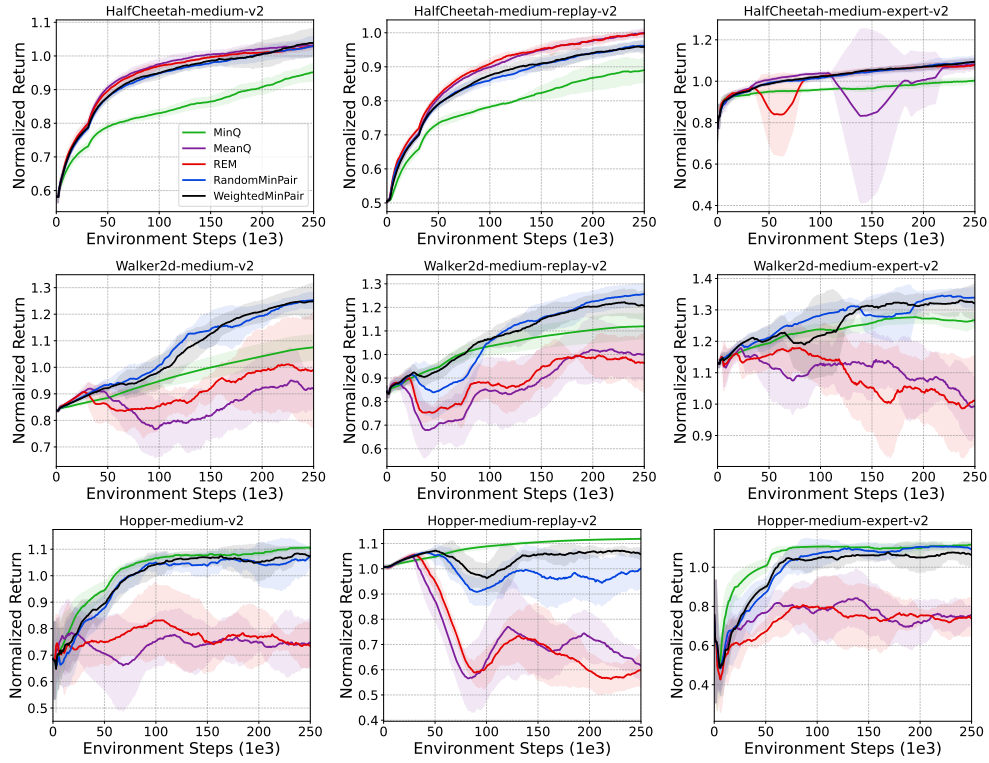 HalfCheetah-medium-v2
1.1
1.0
0.9
0.8
0.7
0.6
Normalized Return
MinQ
MeanQ
REM
RandomMinPair
WeightedMinPair
0 50 100 150 200 250
Environment Steps (1e3)
HalfCheetah-medium-replay-v2
1.0
0.9
0.8
0.7
0.6
0.5
Normalized Return
0 50 100 150 200 250
Environment Steps (1e3)
HalfCheetah-medium-expert-v2
1.2
1.0
0.8
0.6
0.4
Normalized Return
0 50 100 150 200 250
Environment Steps (1e3)
Walker2d-medium-v2
1.3
1.2
1.1
1.0
0.9
0.8
0.7
Normalized Return
0 50 100 150 200 250
Environment Steps (1e3)
Walker2d-medium-replay-v2
1.3
1.2
1.1
1.0
0.9
0.8
0.7
0.6
Normalized Return
0 50 100 150 200 250
Environment Steps (1e3)
Walker2d-medium-expert-v2
1.4
1.3
1.2
1.1
1.0
0.9
Normalized Return
0 50 100 150 200 250
Environment Steps (1e3)
Hopper-medium-v2
1.1
1.0
0.9
0.8
0.7
0.6
0.5
Normalized Return
0 50 100 150 200 250
Environment Steps (1e3)
Hopper-medium-replay-v2
1.1
1.0
0.9
0.8
0.7
0.6
0.5
0.4
Normalized Return
0 50 100 150 200 250
Environment Steps (1e3)
Hopper-medium-expert-v2
1.0
0.8
0.6
0.4
Normalized Return
0 50 100 150 200 250
Environment Steps (1e3)